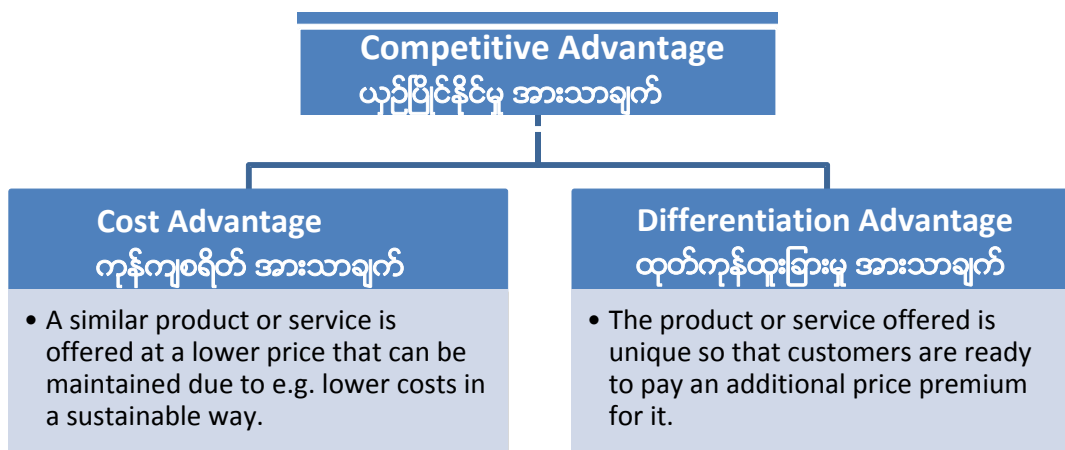 Competitive Advantage
ယှဉ်ပြိုင်နိုင်မှု အားသာချက်
Cost Advantage
ကုန်ကျစရိတ် အားသာချက်
• A similar product or service is
offered at a lower price that can be
maintained due to e.g. lower costs in
a sustainable way.
Differentiation Advantage
ထုတ်ကုန်ထူးခြားမှု အားသာချက်
• The product or service offered is
unique so that customers are ready
to pay an additional price premium
for it.